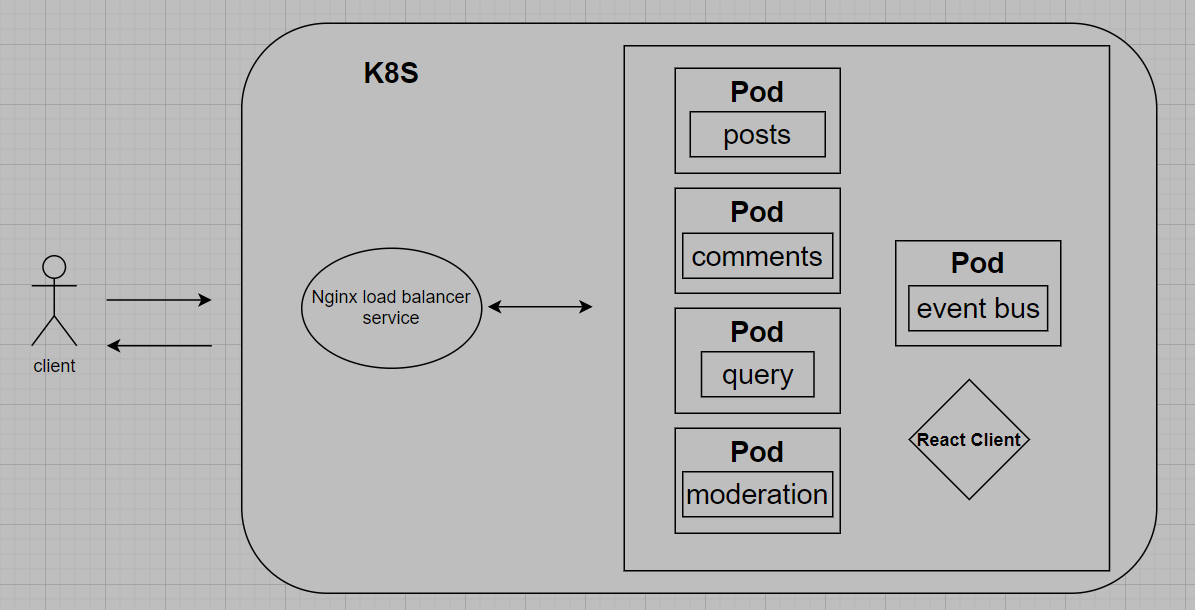 K8S
Pod
posts
Pod
comments
Pod
query
Pod
moderation
Pod
event bus
React Client
Nginx load balancer
service
client